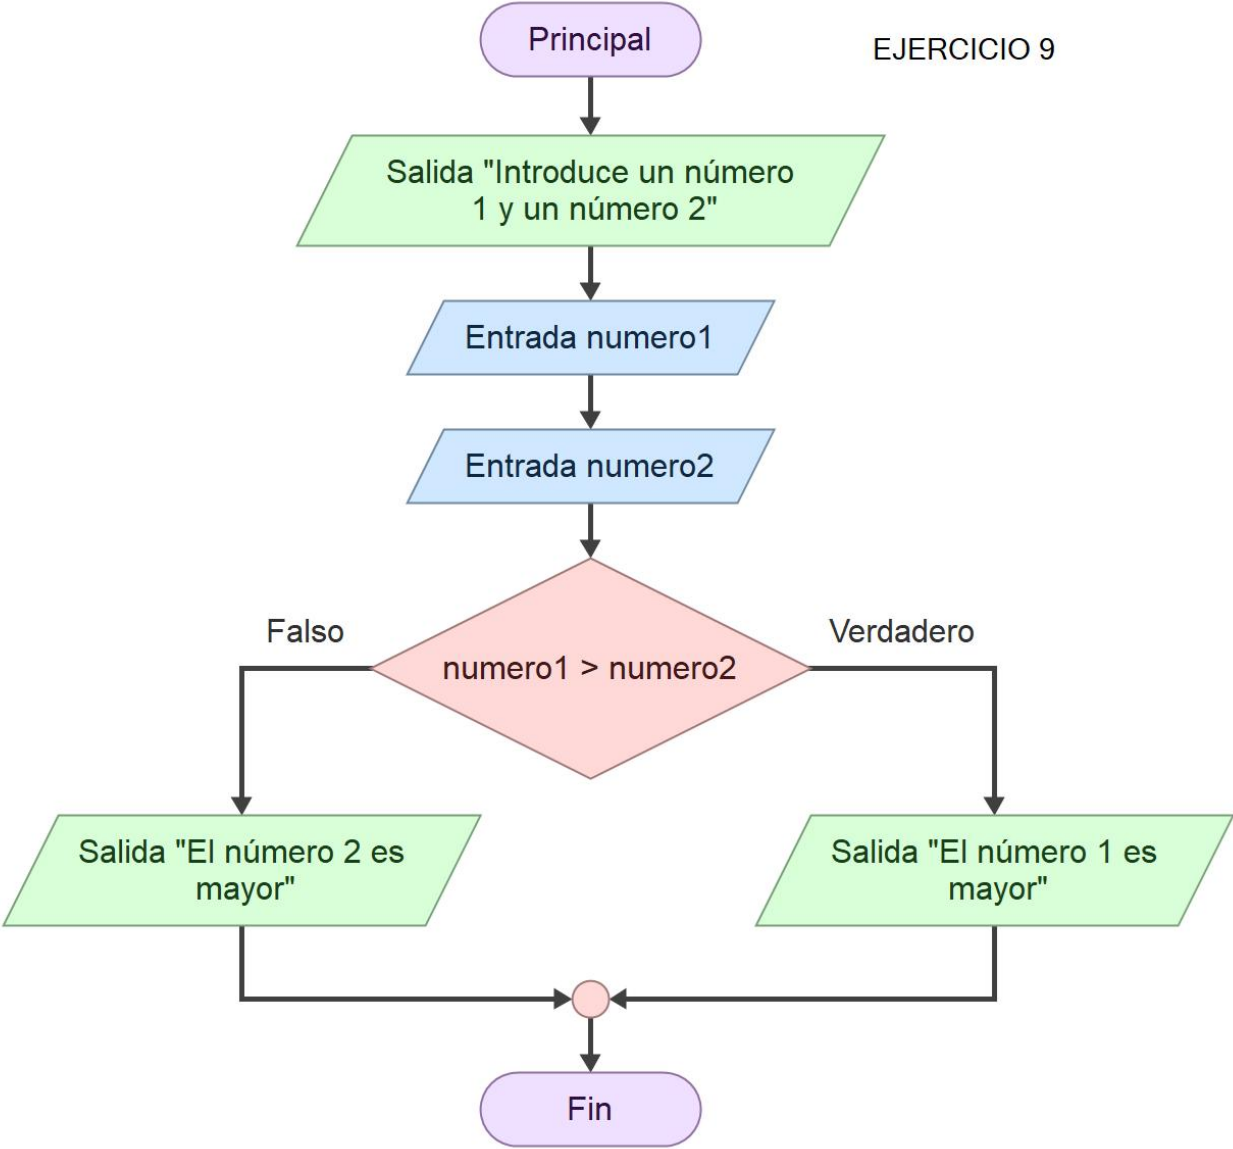 Principal
EJERCICIO 9
Salida "Introduce un número
1 y un número 2"
Entrada numero1
Entrada numero2
Falso
Verdadero
numero1 > numero2
Salida "El número 2 es
mayor"
Salida "El número 1 es
mayor"
Fin